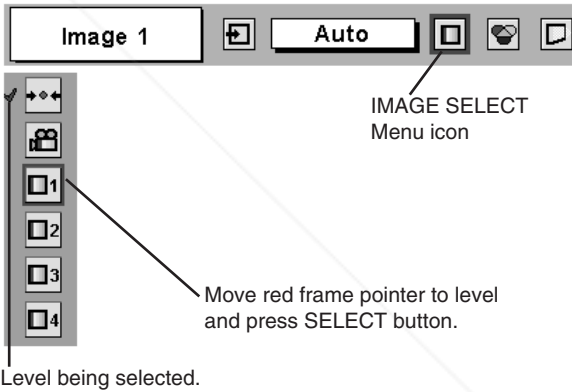 Image 1
Auto
IMAGE SELECT
Menu icon
1
2
3
4
Move red frame pointer to level
and press SELECT button.
Level being selected.